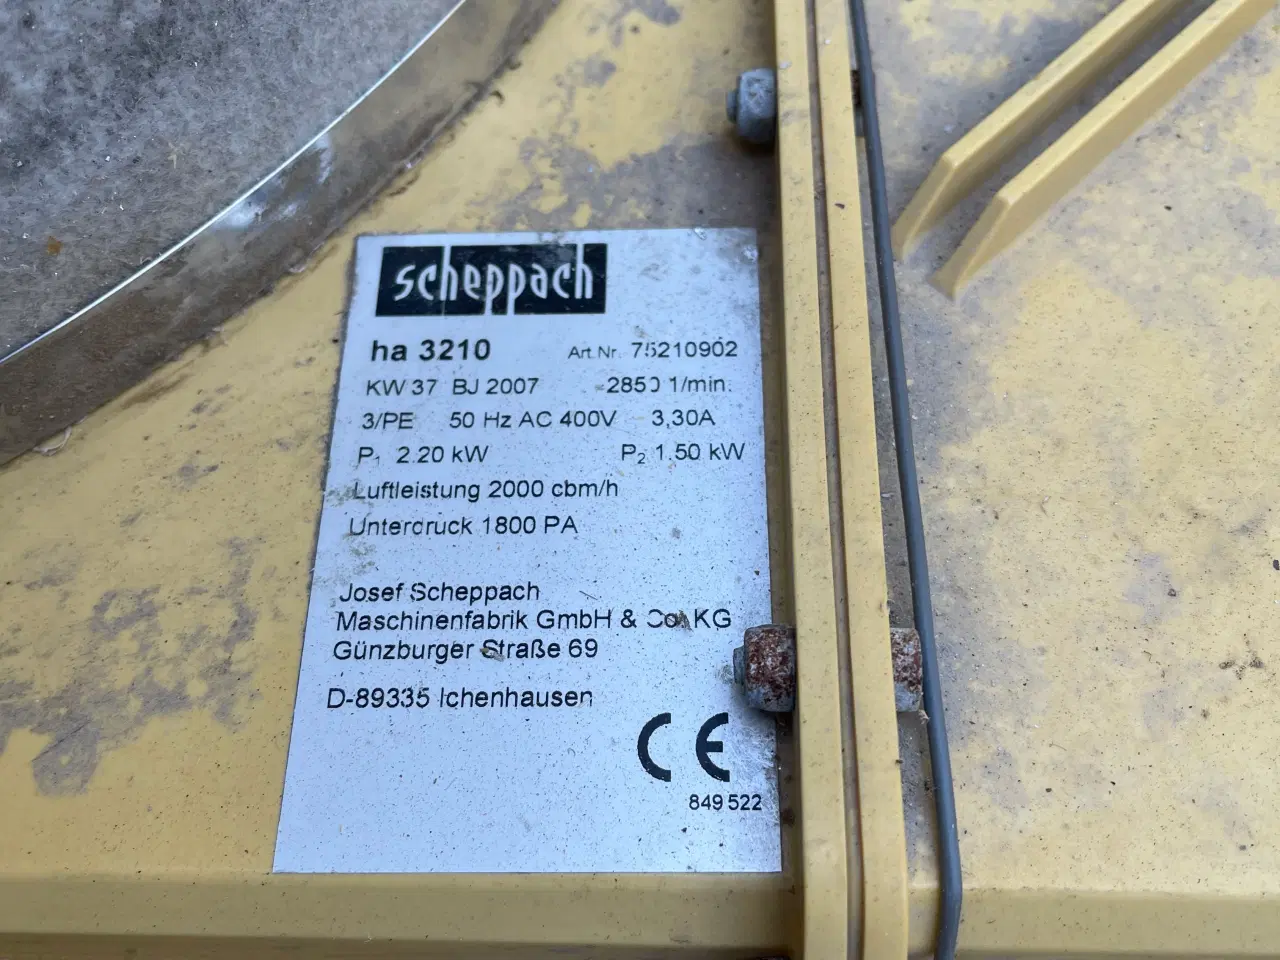 scheppach
ha 3210 Art.Nr. 75210902
KW 37 BJ 2007 2850 1/min.
3/PE 50 Hz AC 400V 3,30A
P1 2.20 kW P2 1.50 kW
Luftleistung 2000 cbm/h
Unterdruck 1800 PA
Josef Scheppach
Maschinenfabrik GmbH & Co. KG
Günzburger Straße 69
D-89335 Ichenhausen
CE
849 522